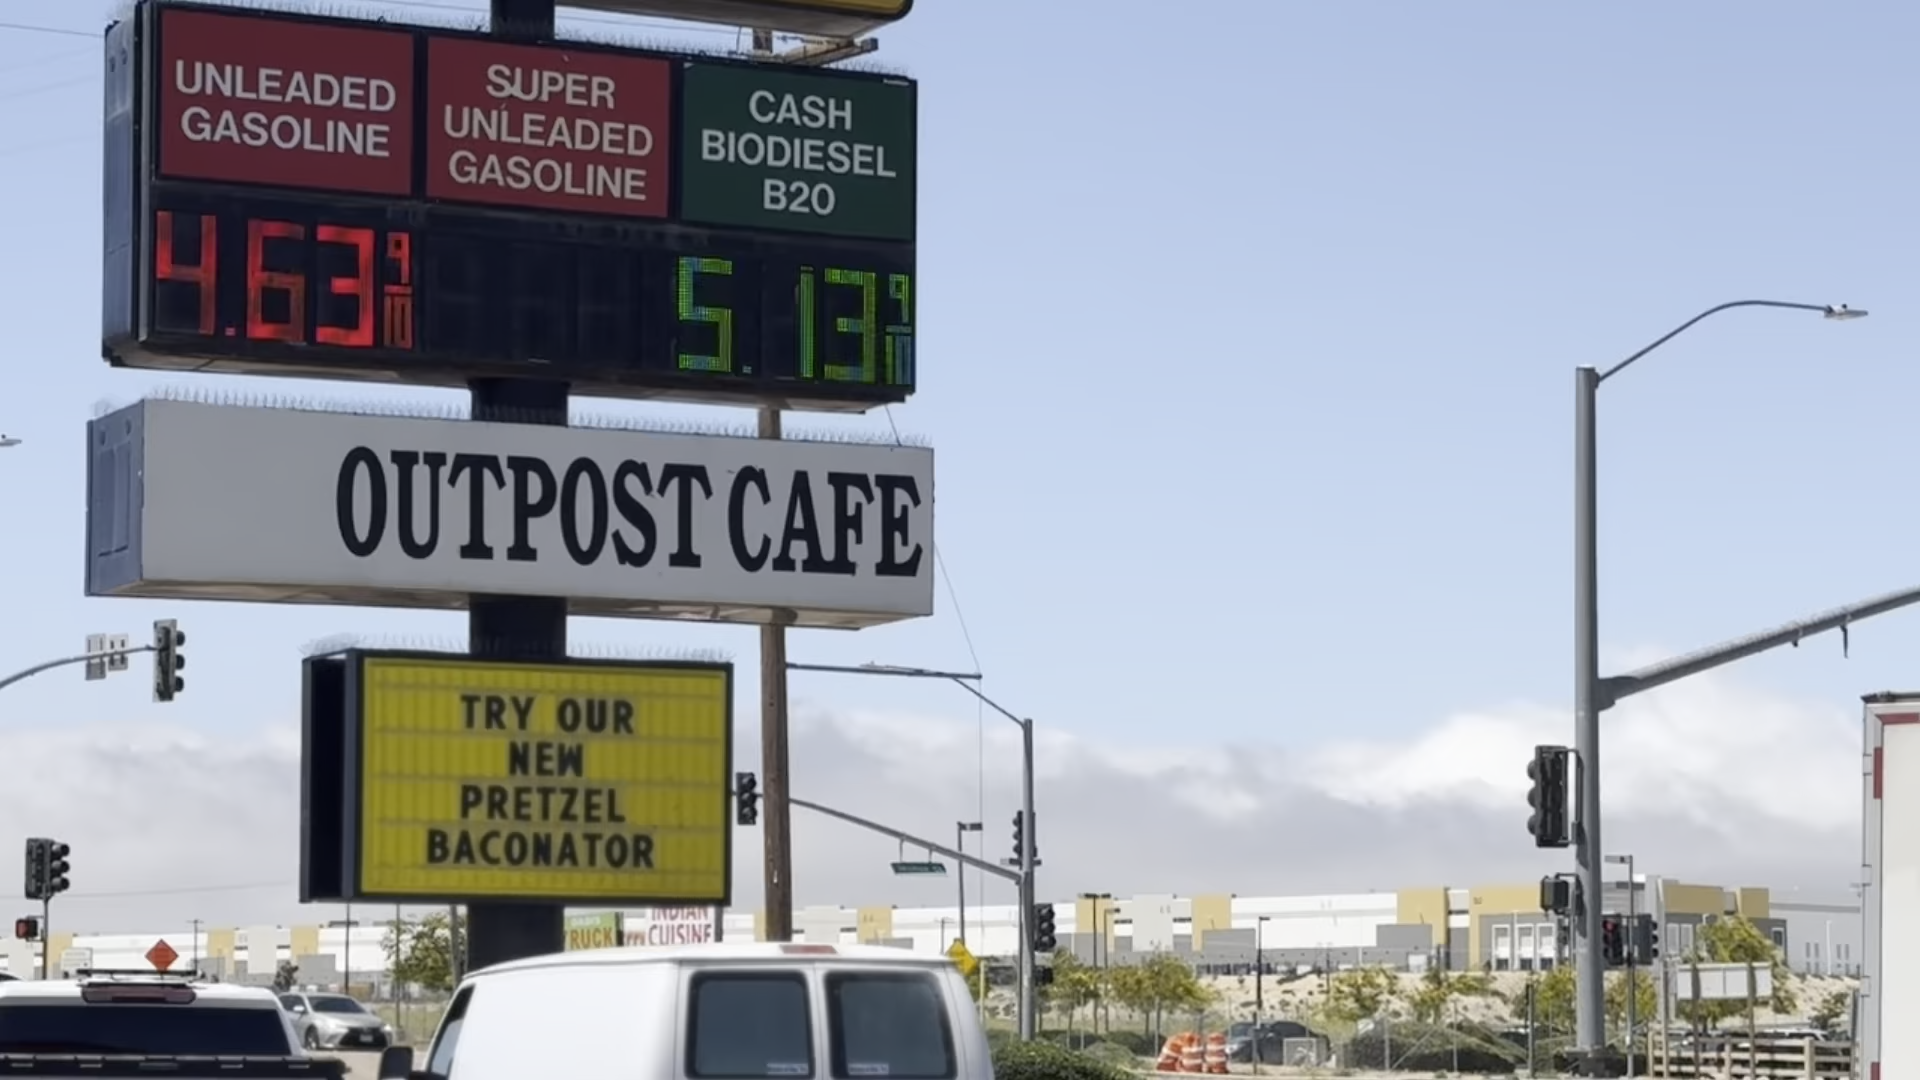 UNLEADED
GASOLINE
SUPER
UNLEADED
GASOLINE
CASH
BIODIESEL
B20
4.63 9/10
5.13 9/10
OUTPOST CAFE
TRY OUR
NEW
PRETZEL
BACONATOR
TRUCK
INDIAN
CUISINE